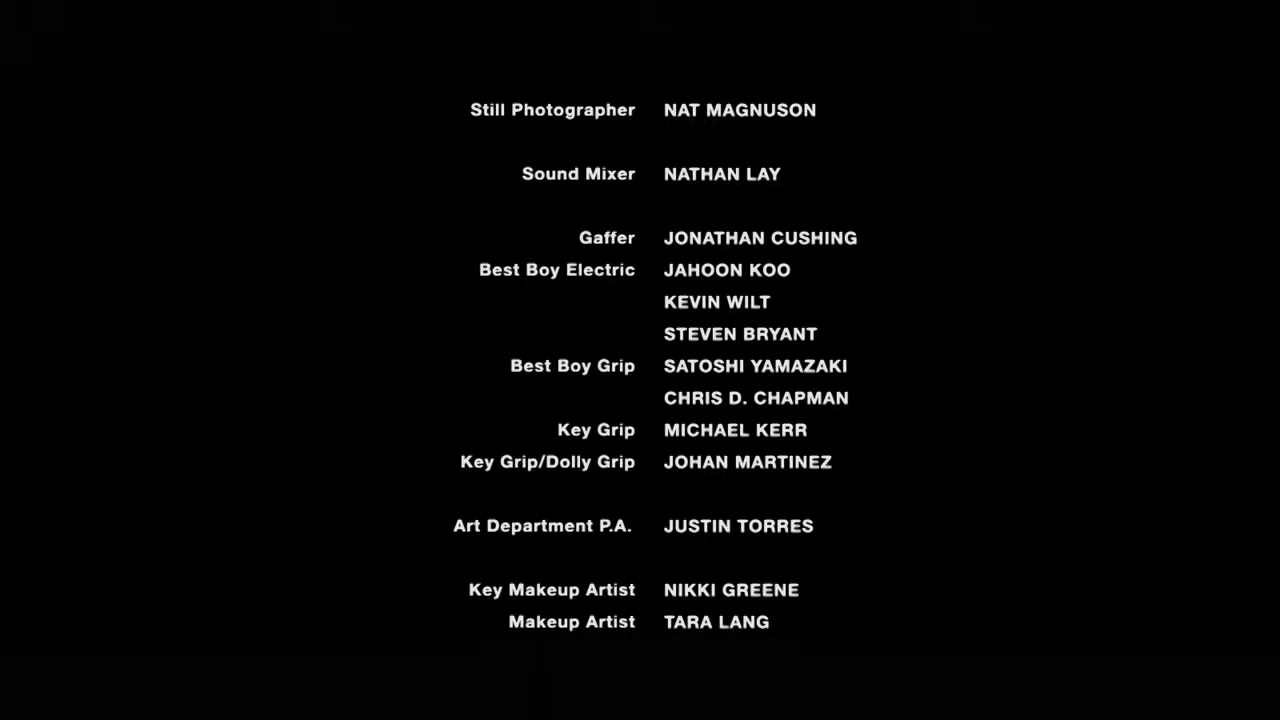 Still Photographer NAT MAGNUSON
Sound Mixer NATHAN LAY
Gaffer JONATHAN CUSHING
Best Boy Electric JAHOON KOO
KEVIN WILT
STEVEN BRYANT
Best Boy Grip SATOSHI YAMAZAKI
CHRIS D. CHAPMAN
Key Grip MICHAEL KERR
Key Grip/Dolly Grip JOHAN MARTINEZ
Art Department P.A. JUSTIN TORRES
Key Makeup Artist NIKKI GREENE
Makeup Artist TARA LANG